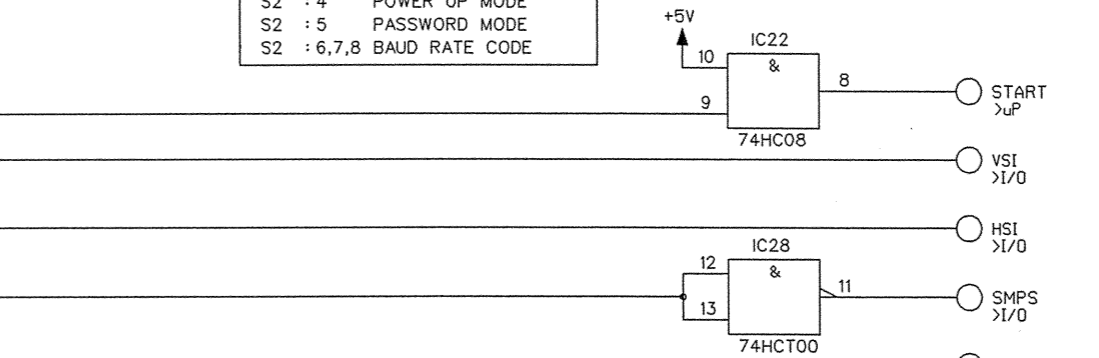 S2 : 4 POWER UP MODE
S2 : 5 PASSWORD MODE
S2 : 6,7,8 BAUD RATE CODE
+5V
IC22
10
&
8
9
START
>uP
74HC08
VSI
>I/O
HSI
>I/O
IC28
12
&
11
13
SMPS
>I/O
74HCT00